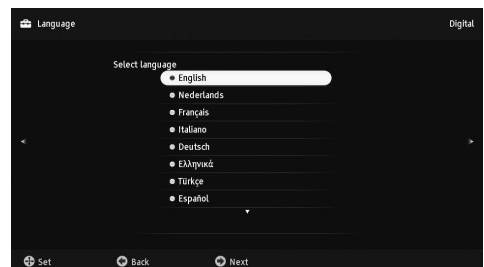 Language
Digital
Select language
English
Nederlands
Français
Italiano
Deutsch
Ελληνικά
Türkçe
Español
Set
Back
Next